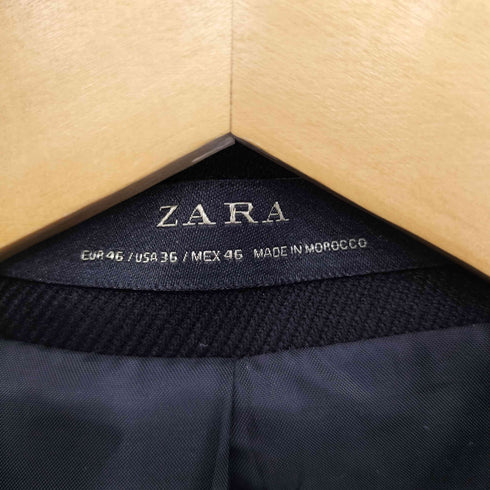 ZARA
EUR 46 / USA 36 / MEX 46 MADE IN MOROCCO